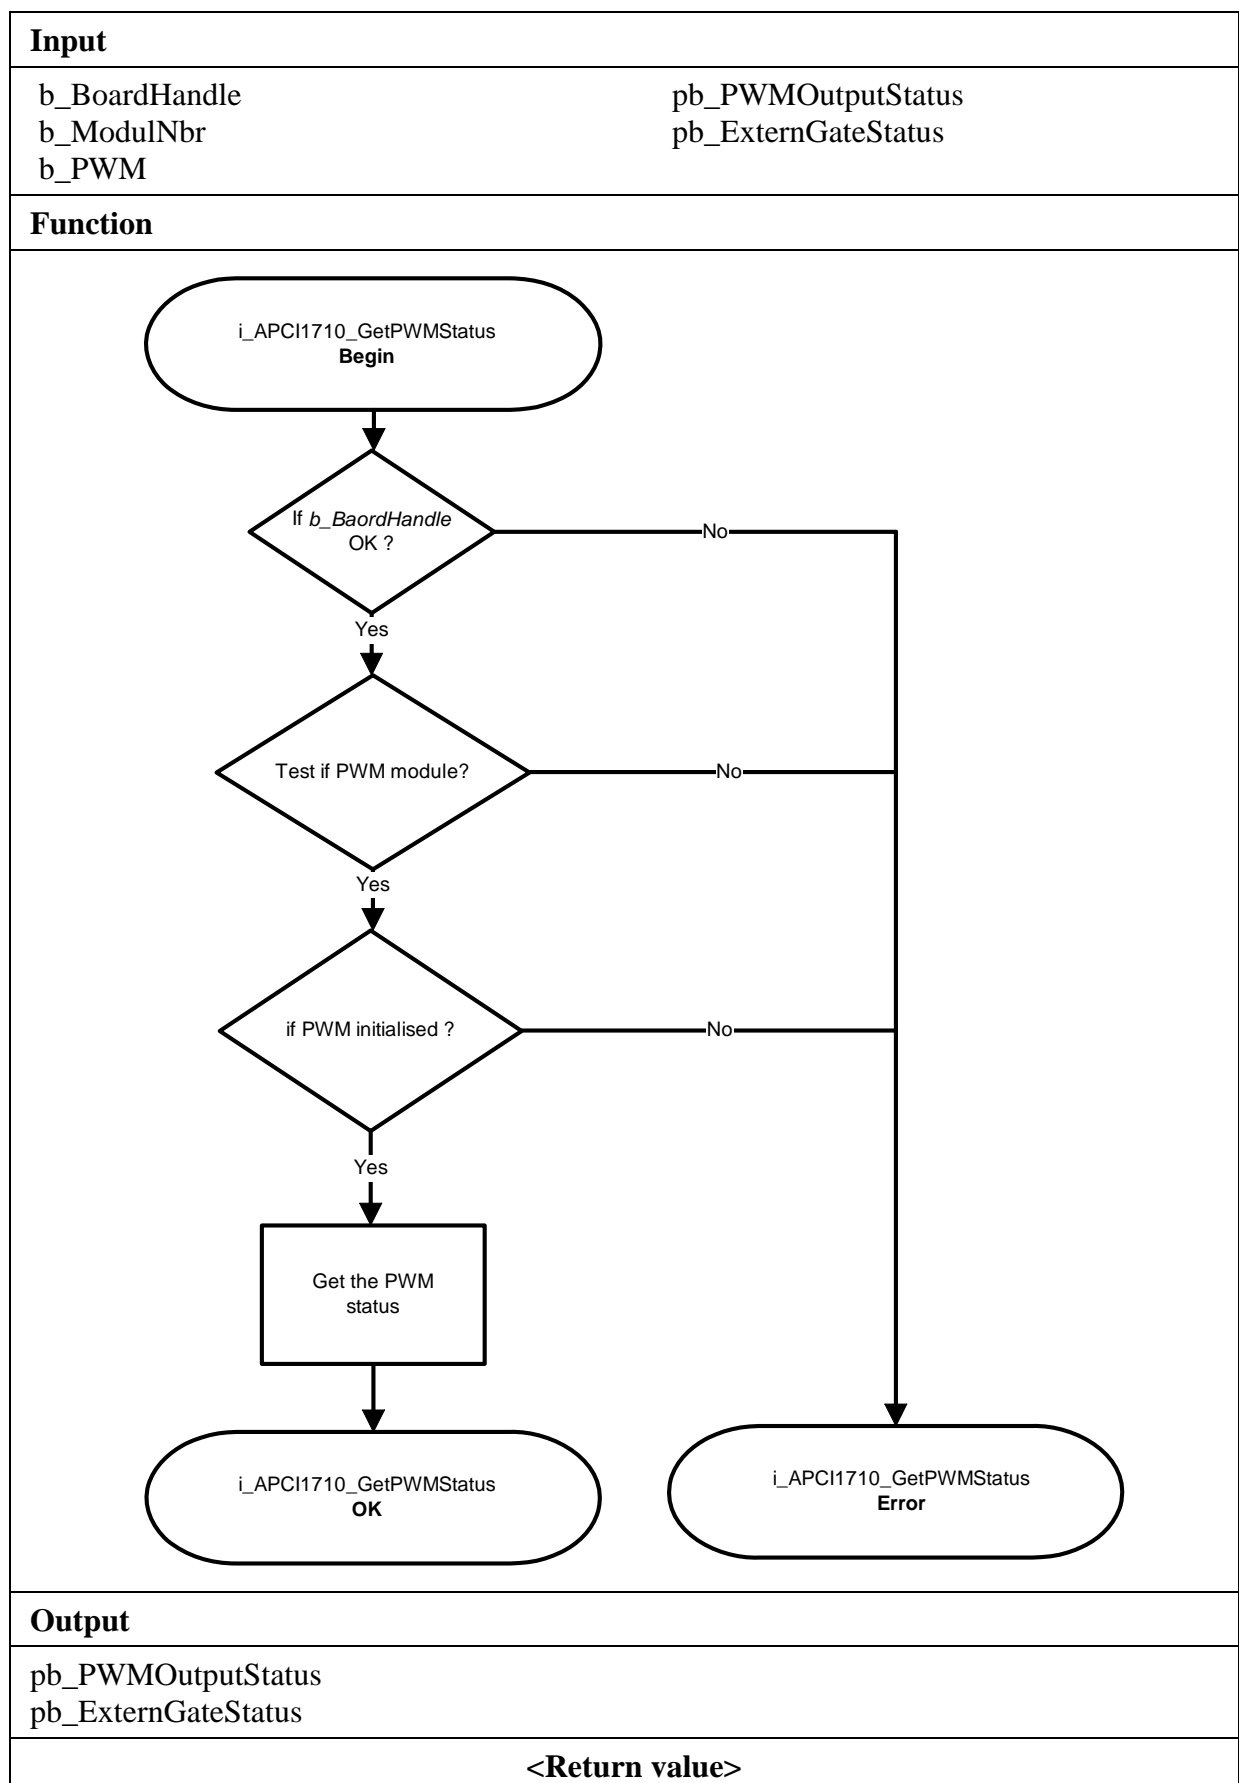 Input
b_BoardHandle
b_ModulNbr
b_PWM
pb_PWMOutputStatus
pb_ExternGateStatus
Function
i_APCI1710_GetPWMStatus
Begin
If b_BaordHandle
OK ?
No
Yes
Test if PWM module?
No
Yes
if PWM initialised ?
No
Yes
Get the PWM
status
i_APCI1710_GetPWMStatus
OK
i_APCI1710_GetPWMStatus
Error
Output
pb_PWMOutputStatus
pb_ExternGateStatus
<Return value>